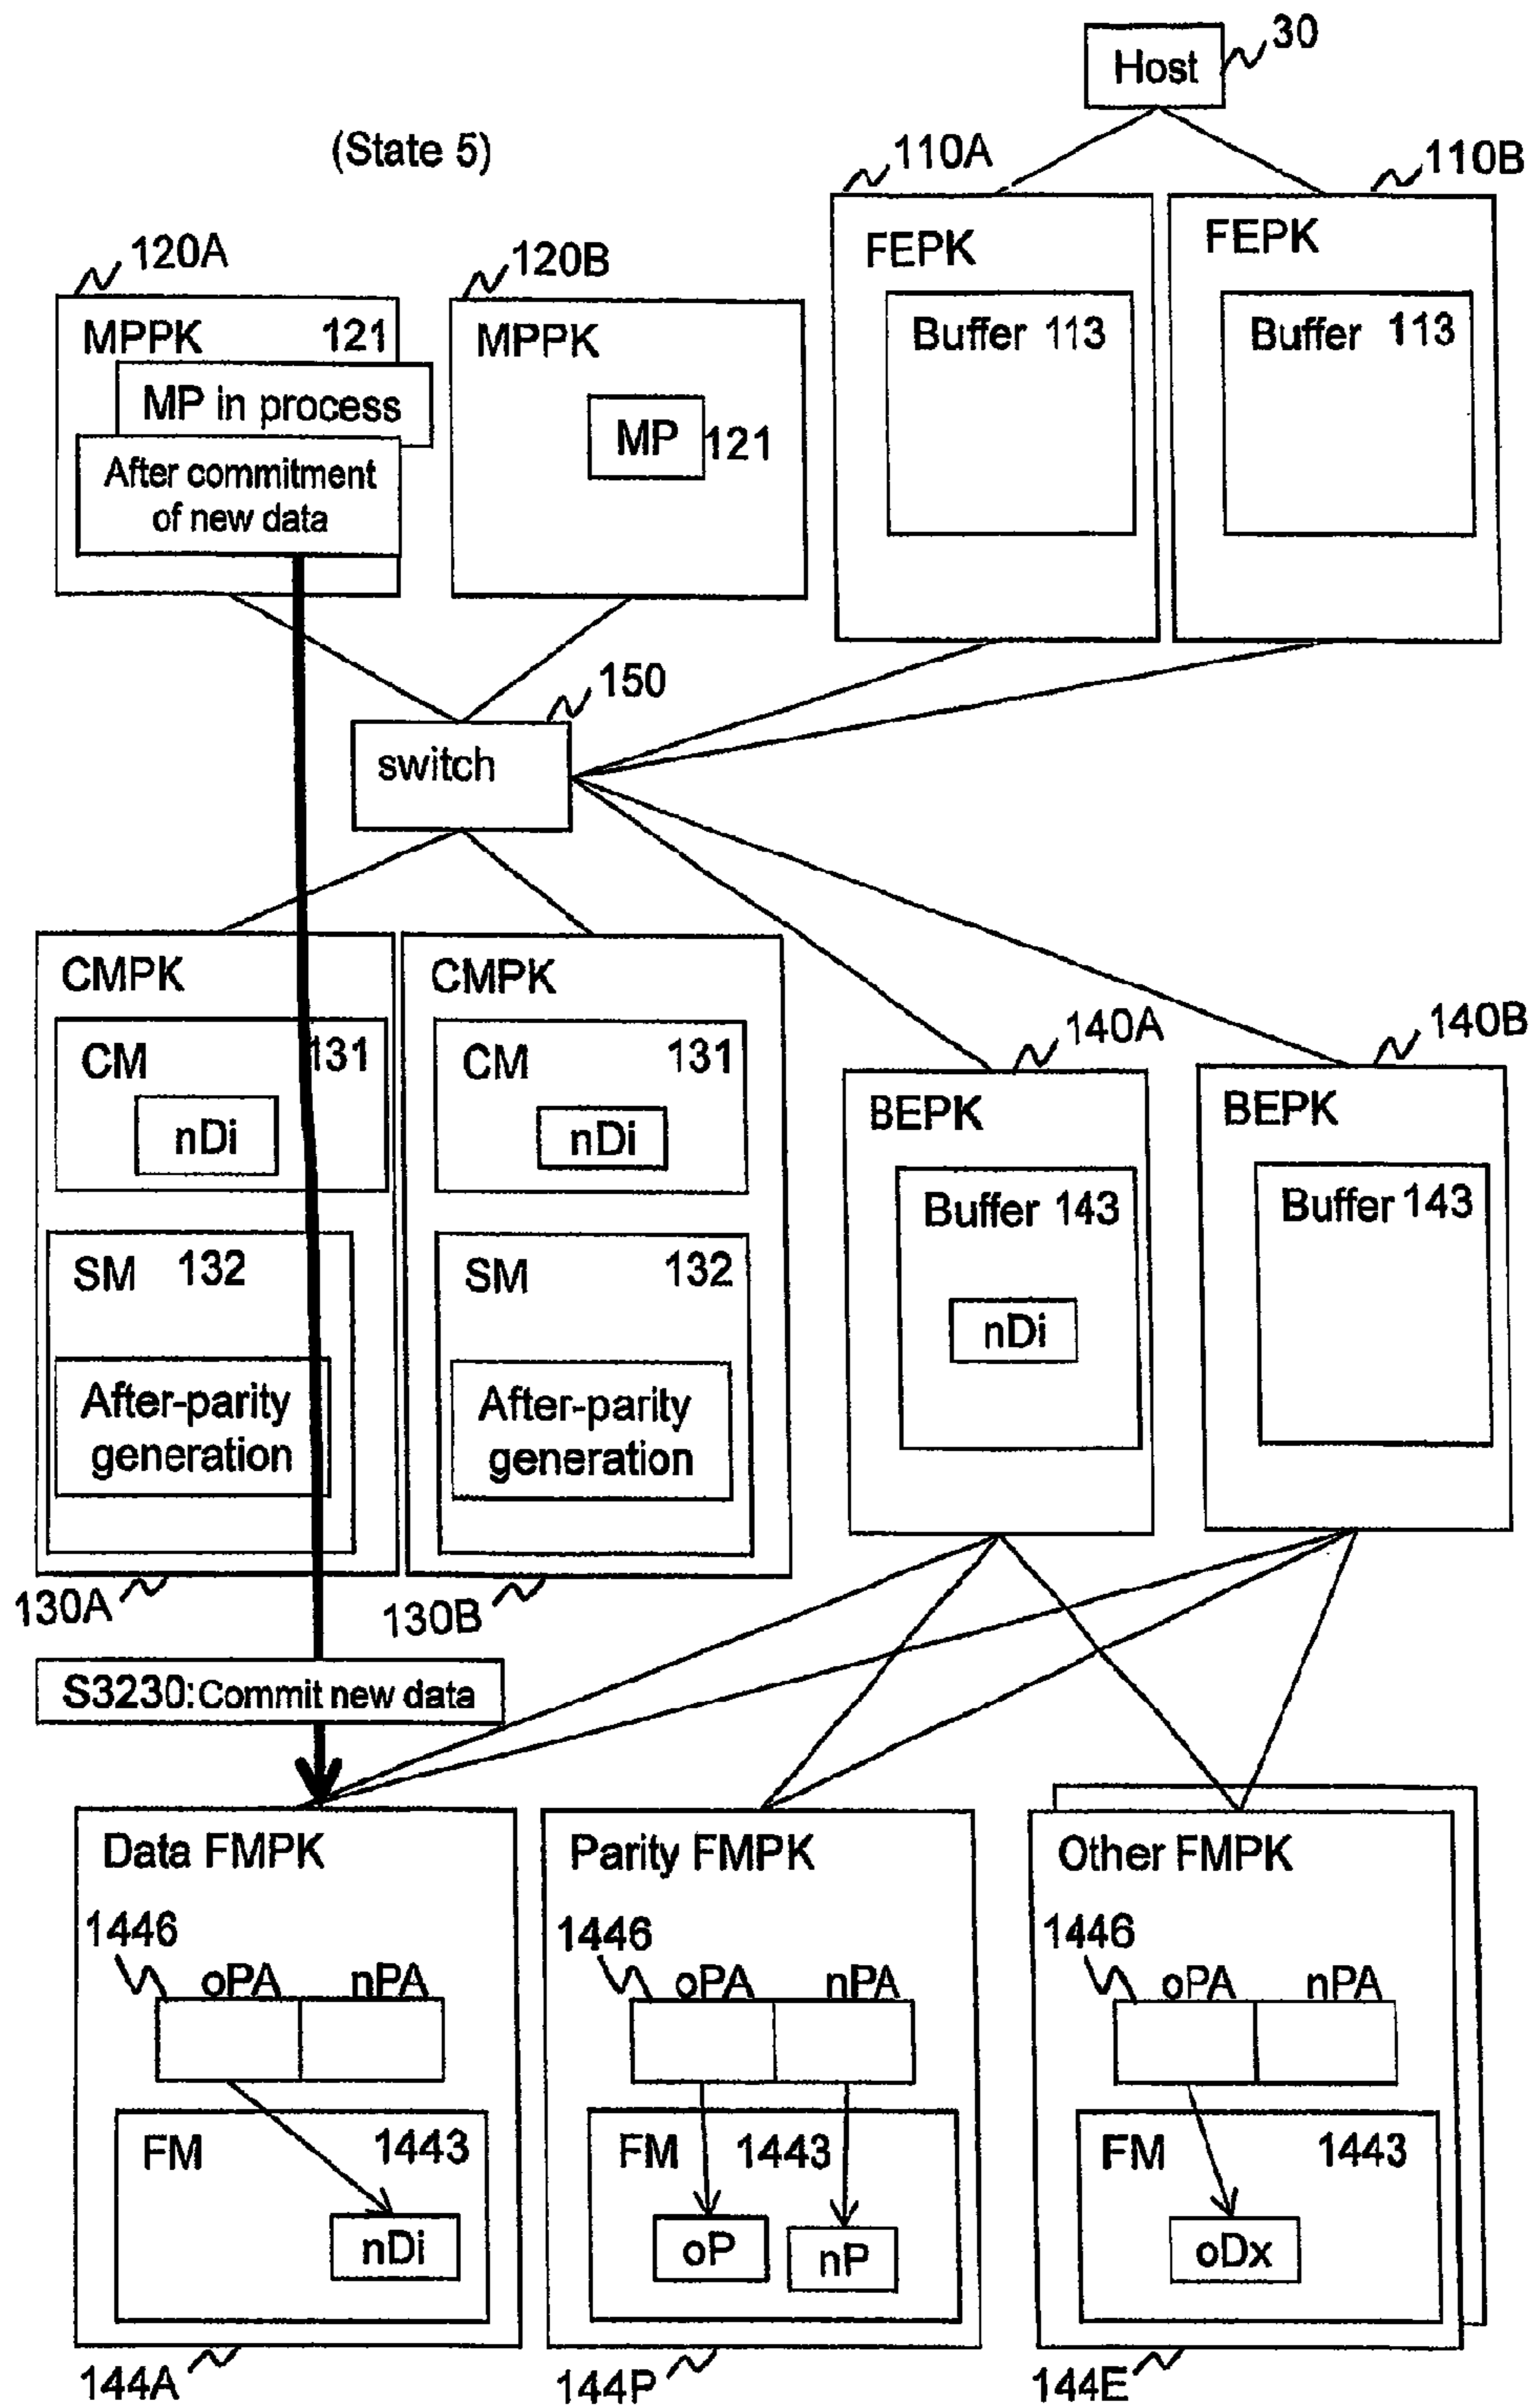 30
Host
(State 5)
110A
110B
120A
120B
FEPK
FEPK
MPPK 121
MPPK
Buffer 113
Buffer 113
MP in process
MP 121
After commitment
of new data
150
switch
CMPK
CMPK
140A
140B
CM 131
CM 131
BEPK
BEPK
nDi
nDi
Buffer 143
Buffer 143
SM 132
SM 132
nDi
After-parity
generation
After-parity
generation
130A
130B
S3230:Commit new data
Data FMPK
Parity FMPK
Other FMPK
1446
1446
1446
oPA nPA
oPA nPA
oPA nPA
FM 1443
FM 1443
FM 1443
nDi
oP
nP
oDx
144A
144P
144E